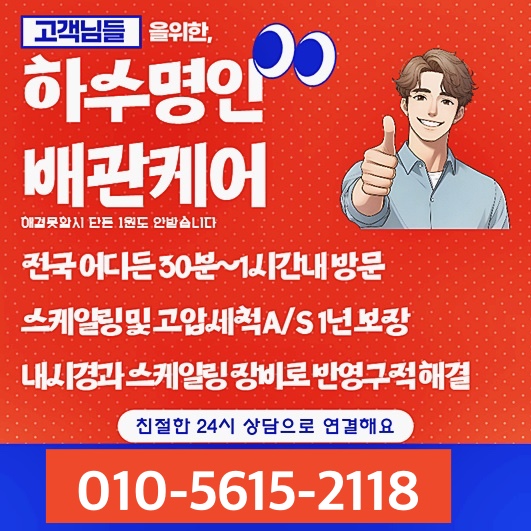 고객님들 을위한,
하수명인
배관케어
해결못할시 단돈 1원도 안받습니다
전국 어디든 30분~1시간내 방문
스케일링 및 고압세척 A/S 1년 보장
내시경과 스케일링 장비로 반영구적 해결
친절한 24시 상담으로 연결해요
010-5615-2118